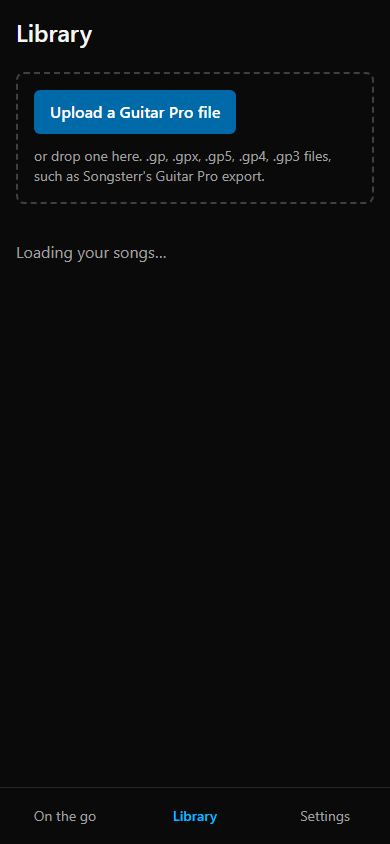 Library
Upload a Guitar Pro file
or drop one here. .gp, .gpx, .gp5, .gp4, .gp3 files,
such as Songsterr's Guitar Pro export.
Loading your songs...
On the go
Library
Settings